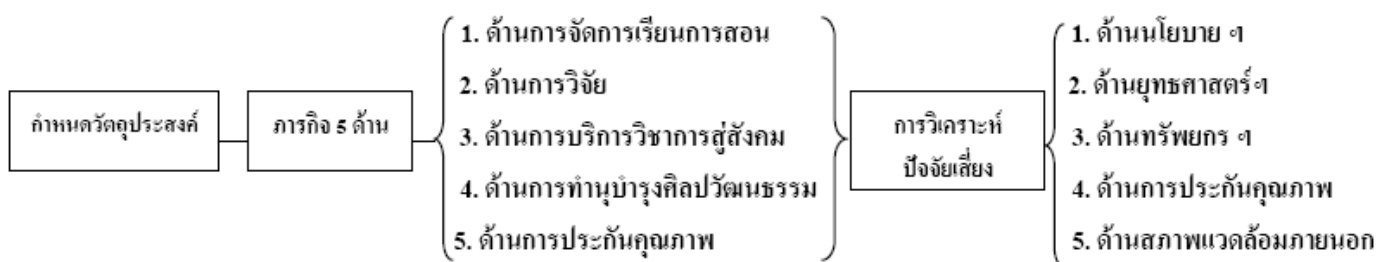 กำหนดวัตถุประสงค์
ภารกิจ 5 ด้าน
1. ด้านการจัดการเรียนการสอน
2. ด้านการวิจัย
3. ด้านการบริการวิชาการสู่สังคม
4. ด้านการทำนุบำรุงศิลปวัฒนธรรม
5. ด้านการประกันคุณภาพ
การวิเคราะห์
ปัจจัยเสี่ยง
1. ด้านนโยบาย ฯ
2. ด้านยุทธศาสตร์ฯ
3. ด้านทรัพยกร ฯ
4. ด้านการประกันคุณภาพ
5. ด้านสภาพแวดล้อมภายนอก